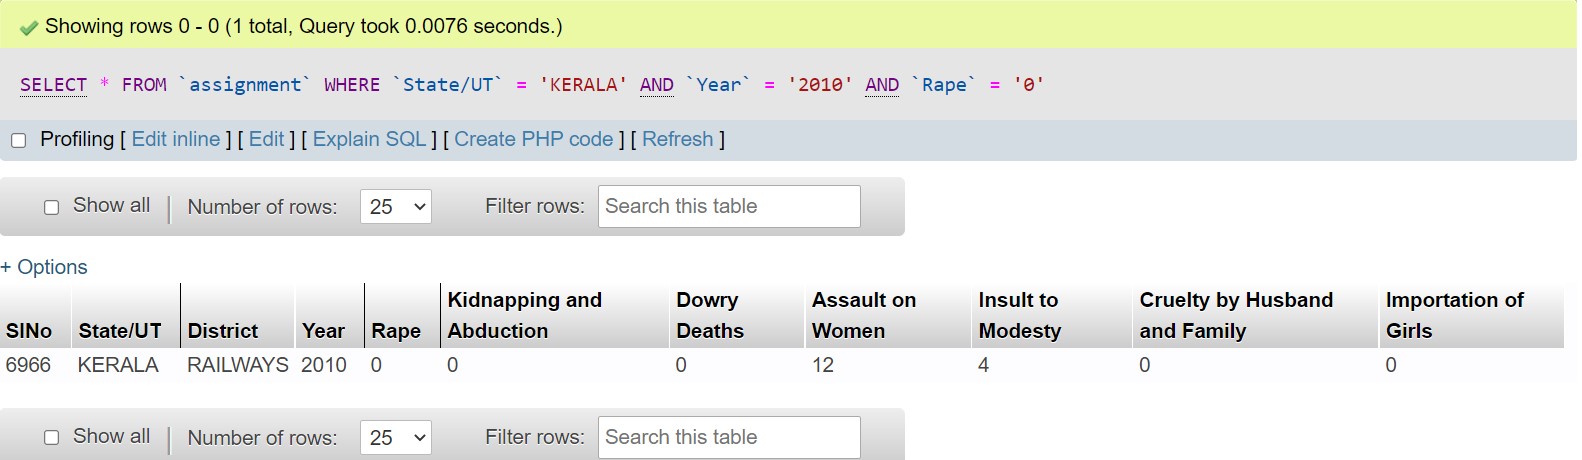 Showing rows 0 - 0 (1 total, Query took 0.0076 seconds.)
SELECT * FROM `assignment` WHERE `State/UT` = 'KERALA' AND `Year` = '2010' AND `Rape` = '0'
Profiling [ Edit inline ] [ Edit ] [ Explain SQL ] [ Create PHP code ] [ Refresh ]
Show all | Number of rows: 25 Filter rows: Search this table
+ Options
Kidnapping and Dowry Assault on Insult to Cruelty by Husband Importation of
SlNo State/UT District Year Rape Abduction Deaths Women Modesty and Family Girls
6966 KERALA RAILWAYS 2010 0 0 0 12 4 0 0
Show all | Number of rows: 25 Filter rows: Search this table